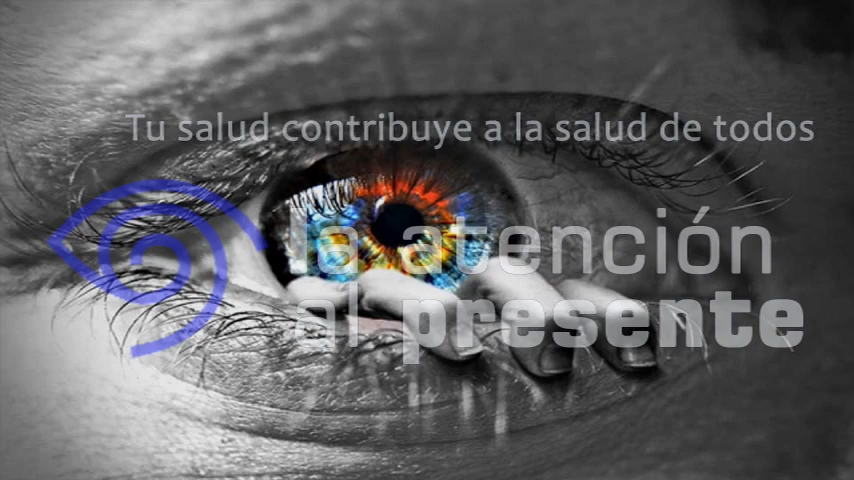 Tu salud contribuye a la salud de todos
la atención
al presente